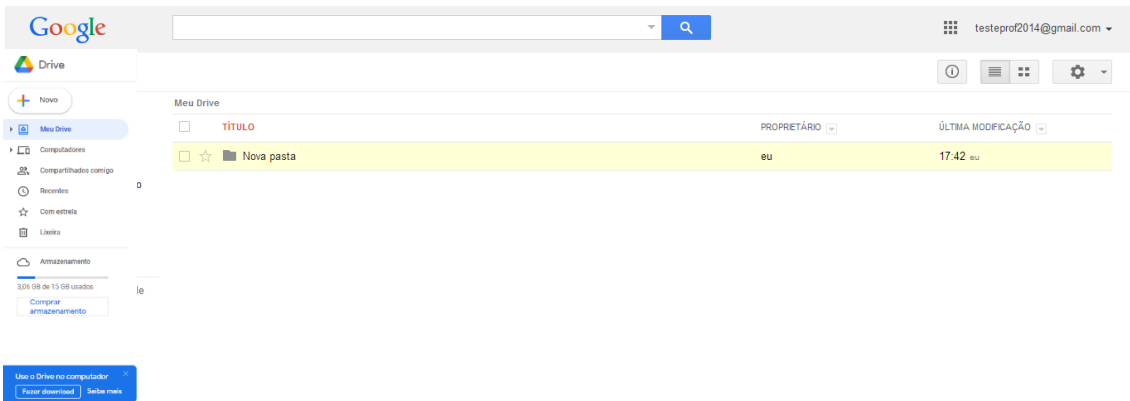 Google
testeprof2014@gmail.com
Drive
Novo
Meu Drive
Meu Drive
TÍTULO PROPRIETÁRIO ÚLTIMA MODIFICAÇÃO
Computadores
Nova pasta eu 17:42 eu
Compartilhados comigo
o
Recentes
Com estrela
Lixeira
Armazenamento
3,06 GB de 15 GB usados
le
Comprar
armazenamento
Use o Drive no computador ×
Fazer download Saiba mais